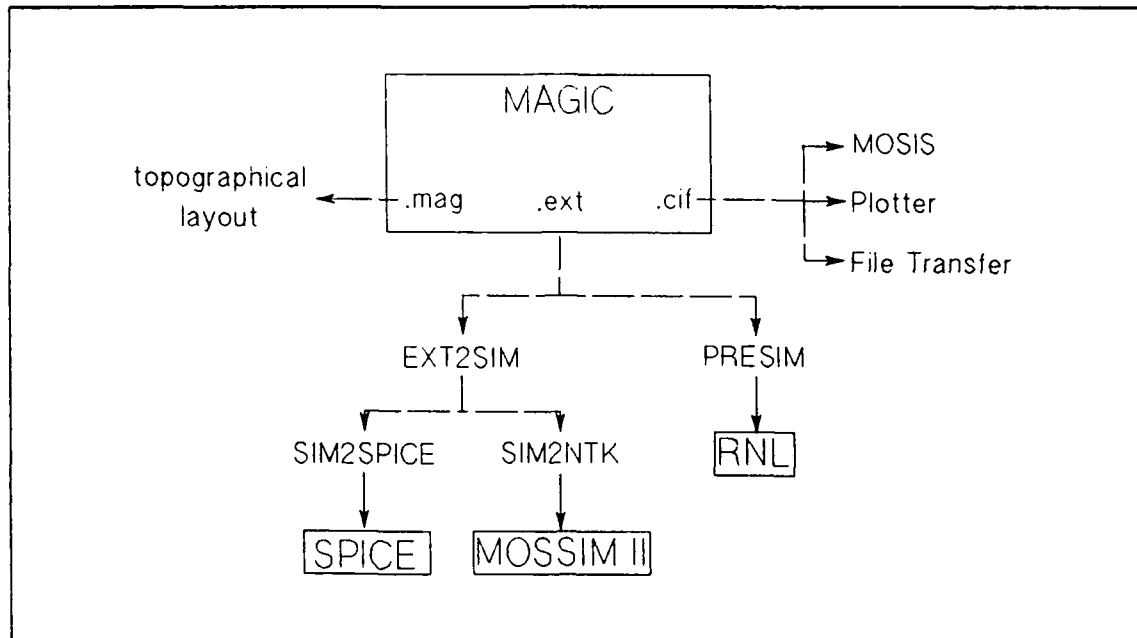 MAGIC
MOSIS
topographical
layout
.mag .ext .cif
Plotter
File Transfer
EXT2SIM PRESIM
SIM2SPICE SIM2NTK RNL
SPICE MOSSIM II